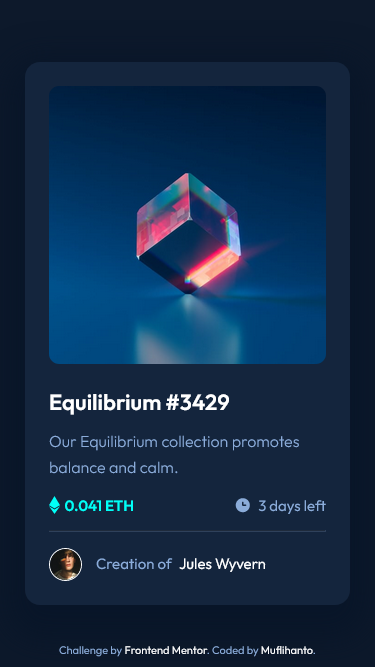 Equilibrium #3429
Our Equilibrium collection promotes
balance and calm.
0.041 ETH
3 days left
Creation of Jules Wyvern
Challenge by Frontend Mentor. Coded by Muflihanto.